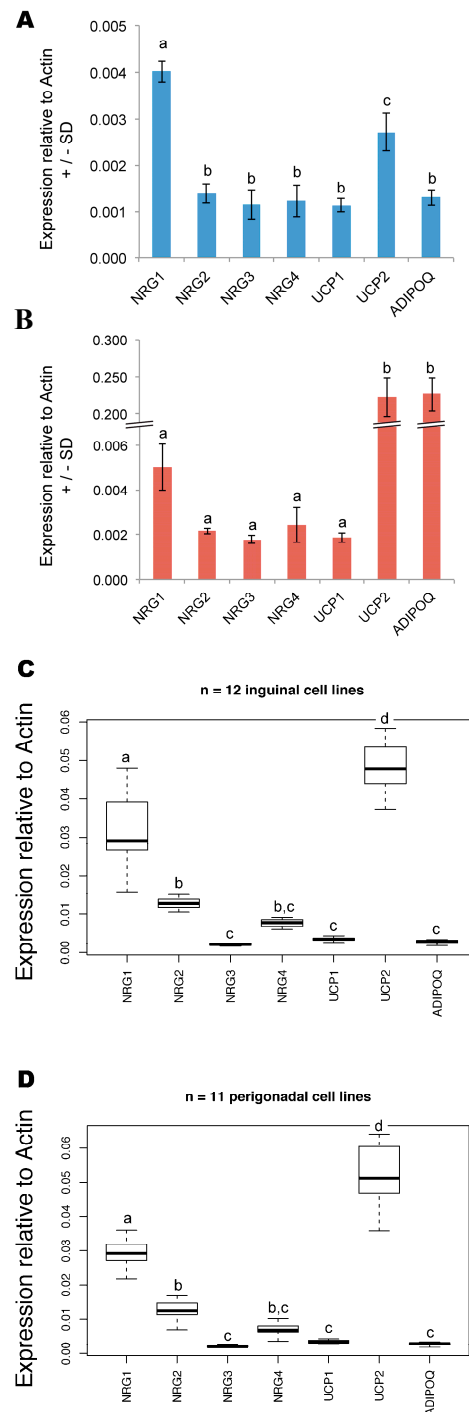 A
Expression relative to Actin
+ / - SD
0.005
0.004
0.003
0.002
0.001
0.000
a
b
b
b
b
c
b
NRG1
NRG2
NRG3
NRG4
UCP1
UCP2
ADIPOQ
B
Expression relative to Actin
+ / - SD
0.300
0.250
0.200
0.006
0.004
0.002
0.000
a
a
a
a
a
b
b
NRG1
NRG2
NRG3
NRG4
UCP1
UCP2
ADIPOQ
C
n = 12 inguinal cell lines
Expression relative to Actin
0.06
0.05
0.04
0.03
0.02
0.01
0.00
a
b
c
b,c
c
d
c
NRG1
NRG2
NRG3
NRG4
UCP1
UCP2
ADIPOQ
D
n = 11 perigonadal cell lines
Expression relative to Actin
0.06
0.05
0.04
0.03
0.02
0.01
0.00
a
b
c
b,c
c
d
c
NRG1
NRG2
NRG3
NRG4
UCP1
UCP2
ADIPOQ